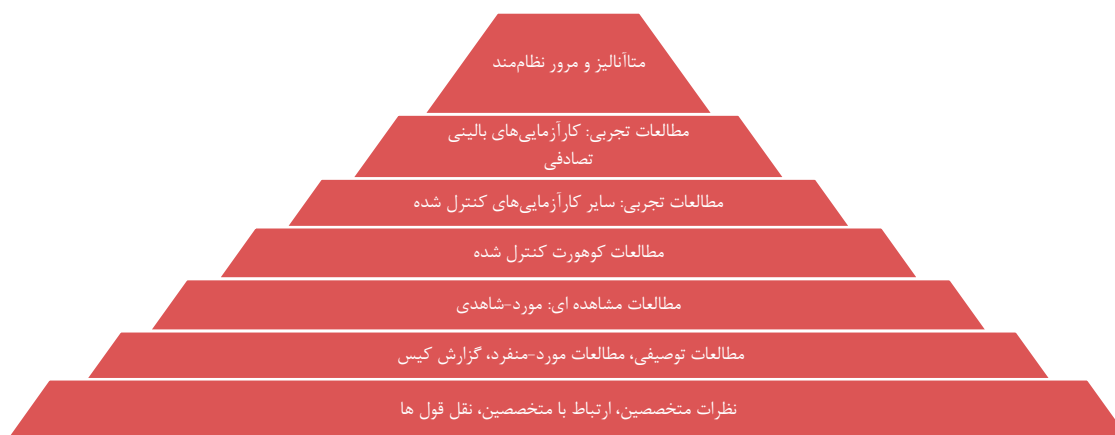 متاآنالیز و مرور نظام‌مند
مطالعات تجربی: کارآزمایی‌های بالینی
تصادفی
مطالعات تجربی: سایر کارآزمایی‌های کنترل شده
مطالعات کوهورت کنترل شده
مطالعات مشاهده ای: مورد-شاهدی
مطالعات توصیفی، مطالعات مورد-منفرد، گزارش کیس
نظرات متخصصین، ارتباط با متخصصین، نقل قول ها